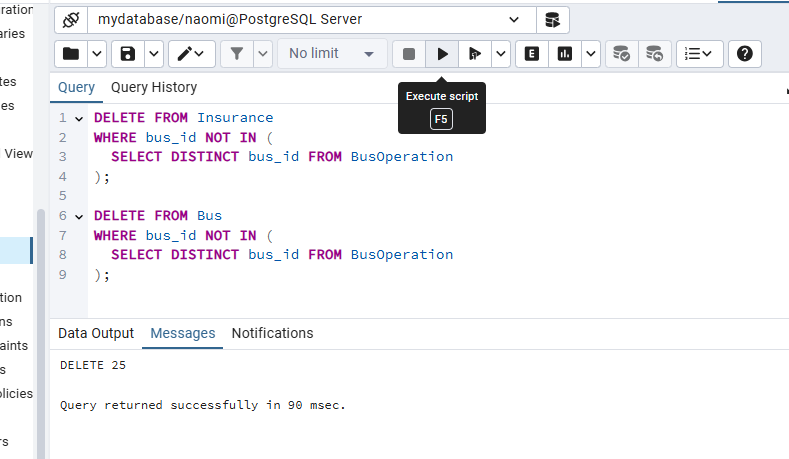 ration
mydatabase/naomi@PostgreSQL Server
aries
No limit
E
?
tes
Query Query History
es
Execute script
F5
1 DELETE FROM Insurance
2 WHERE bus_id NOT IN (
3 SELECT DISTINCT bus_id FROM BusOperation
View
4 );
5
6 DELETE FROM Bus
7 WHERE bus_id NOT IN (
8 SELECT DISTINCT bus_id FROM BusOperation
9 );
tion
ns
Data Output Messages Notifications
aints
DELETE 25
s
olicies
Query returned successfully in 90 msec.
rs